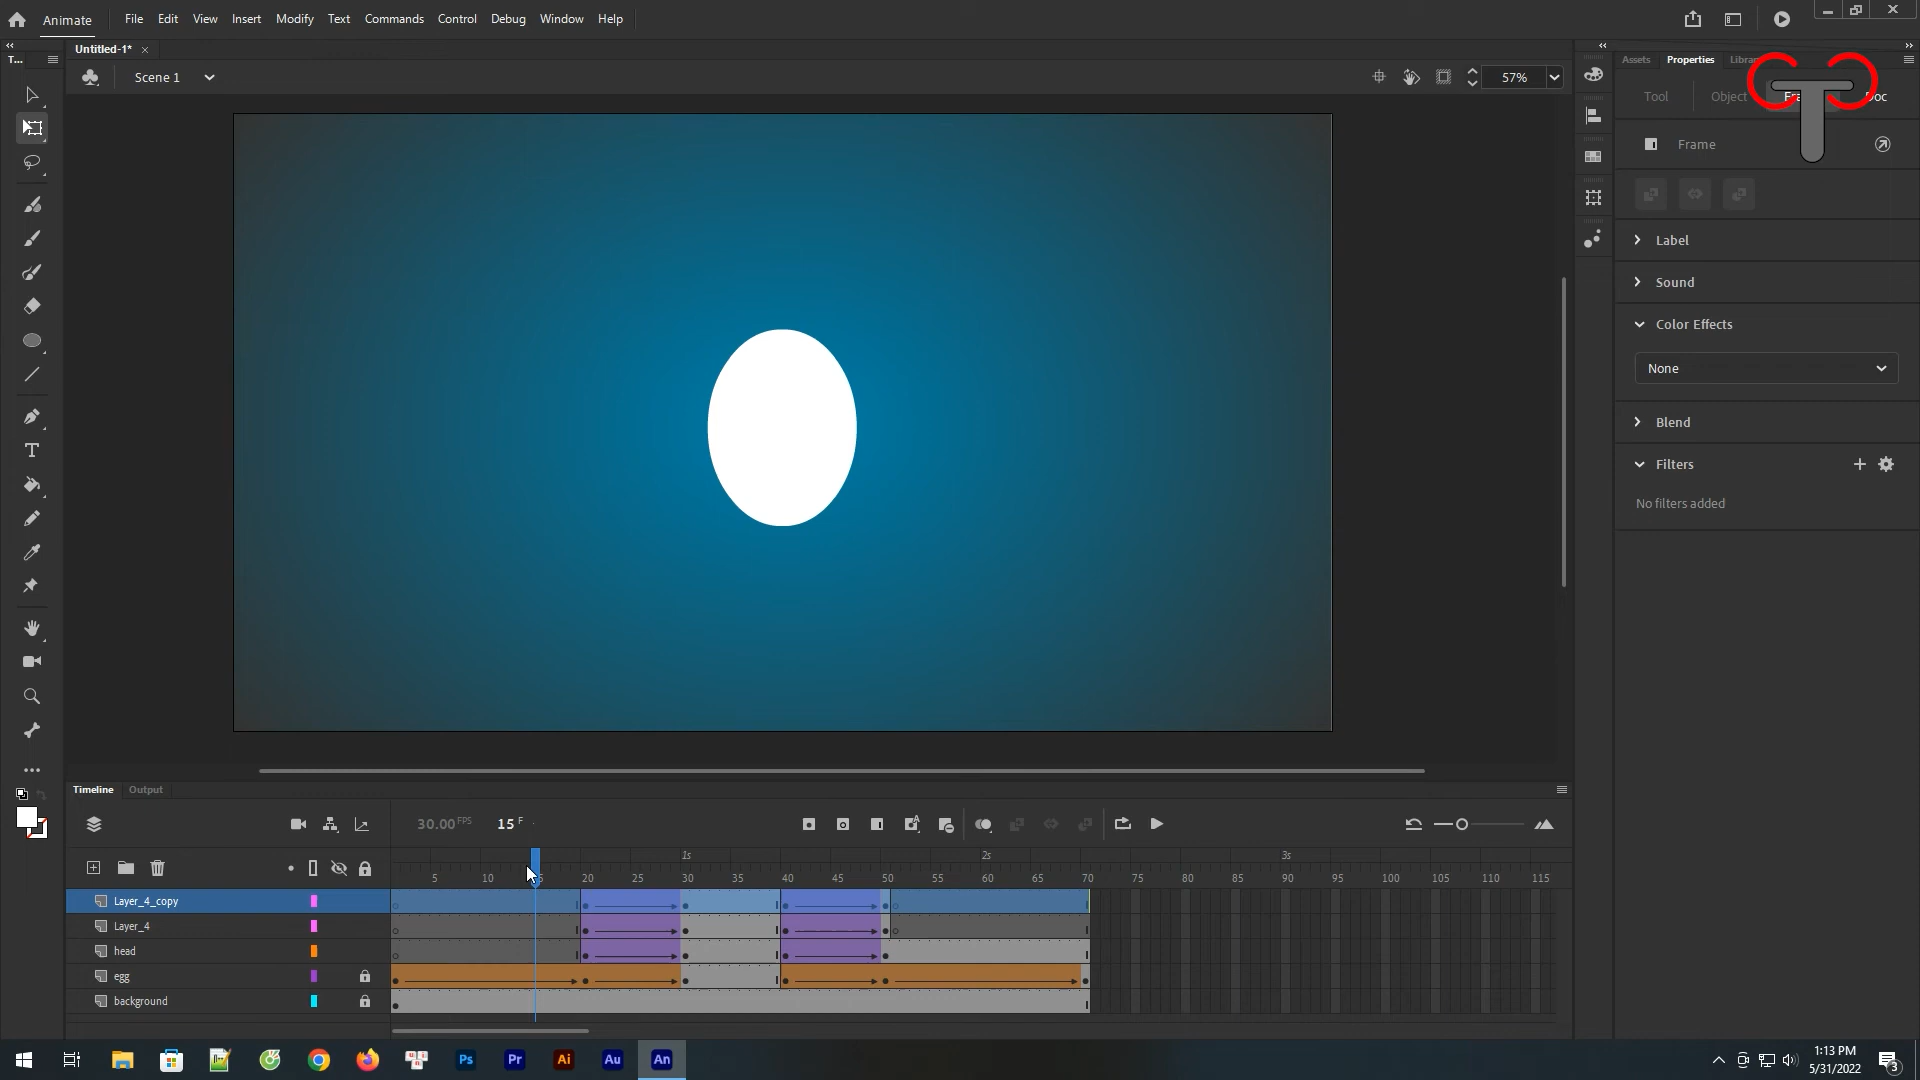 Animate File Edit View Insert Modify Text Commands Control Debug Window Help
Untitled-1*
T...
Scene 1
57%
Assets Properties
Tool Object
Frame
Label
Sound
Color Effects
None
Blend
Filters
No filters added
T
Timeline Output
30.00 FPS 15 F
1s 2s 3s
5 10 20 25 30 35 40 45 50 55 60 65 70 75 80 85 90 95 100 105 110 115
Layer_4_copy
Layer_4
head
egg
background
Ps Pr Ai Au An
1:13 PM
5/31/2022
3